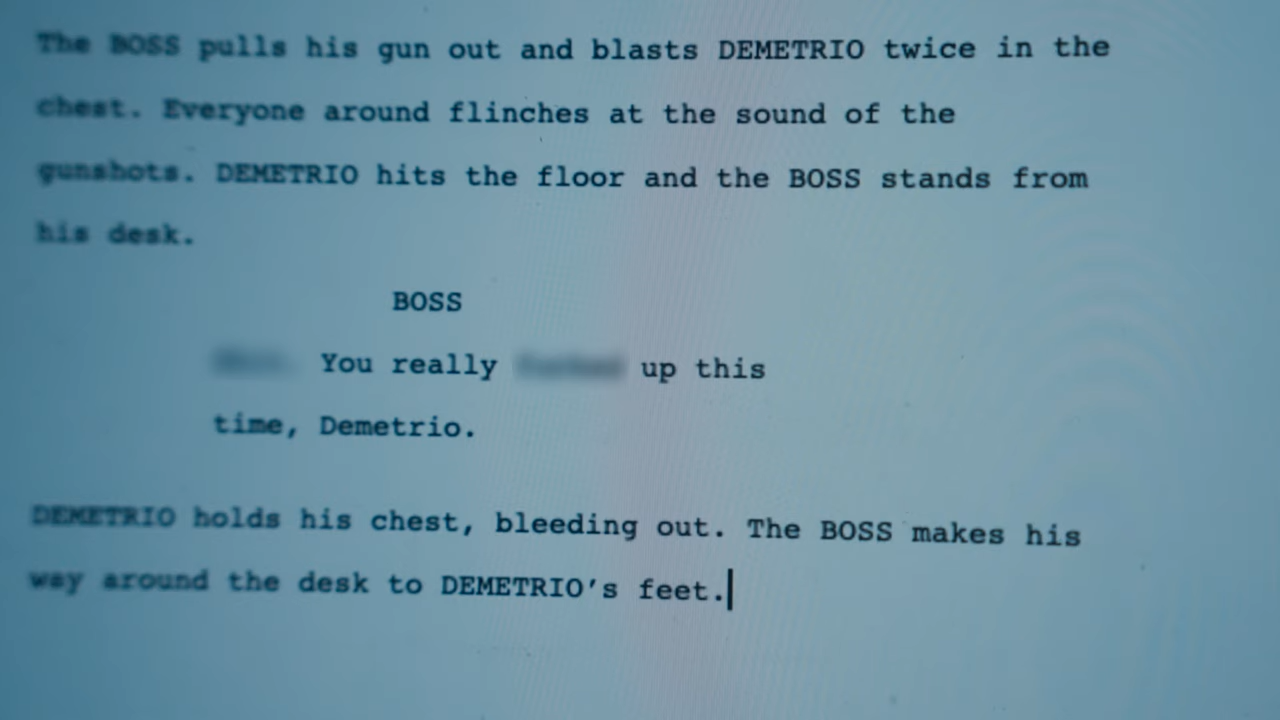 The BOSS pulls his gun out and blasts DEMETRIO twice in the
chest. Everyone around flinches at the sound of the
gunshots. DEMETRIO hits the floor and the BOSS stands from
his desk.
BOSS
You really up this
time, Demetrio.
DEMETRIO holds his chest, bleeding out. The BOSS makes his
way around the desk to DEMETRIO's feet.